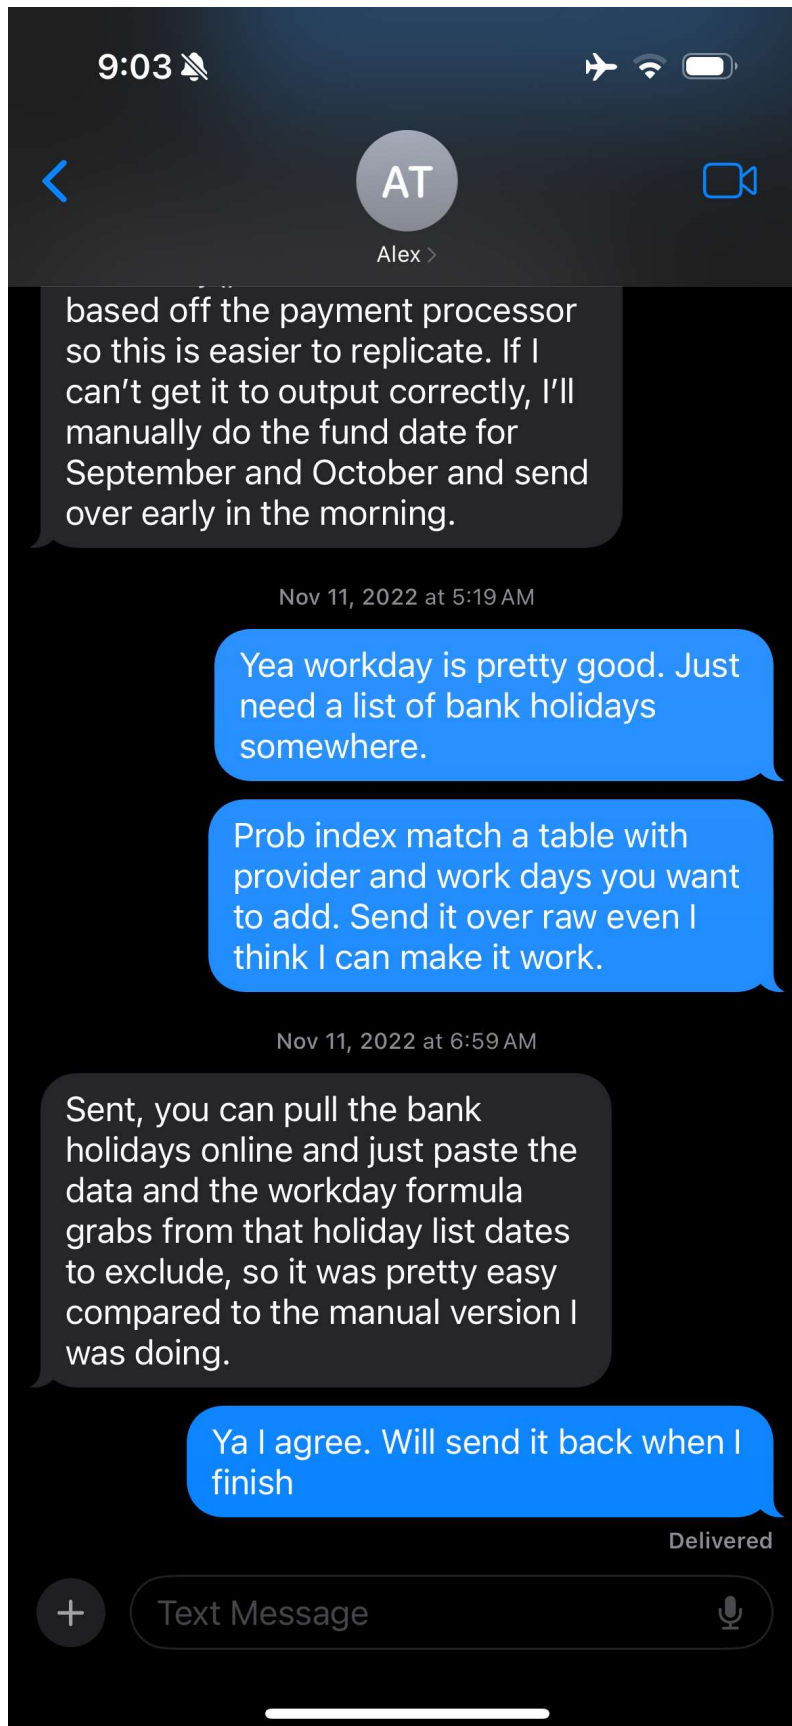 9:03
AT
Alex
based off the payment processor
so this is easier to replicate. If I
can’t get it to output correctly, I’ll
manually do the fund date for
September and October and send
over early in the morning.
Nov 11, 2022 at 5:19 AM
Yea workday is pretty good. Just
need a list of bank holidays
somewhere.
Prob index match a table with
provider and work days you want
to add. Send it over raw even I
think I can make it work.
Nov 11, 2022 at 6:59 AM
Sent, you can pull the bank
holidays online and just paste the
data and the workday formula
grabs from that holiday list dates
to exclude, so it was pretty easy
compared to the manual version I
was doing.
Ya I agree. Will send it back when I
finish
Delivered
Text Message